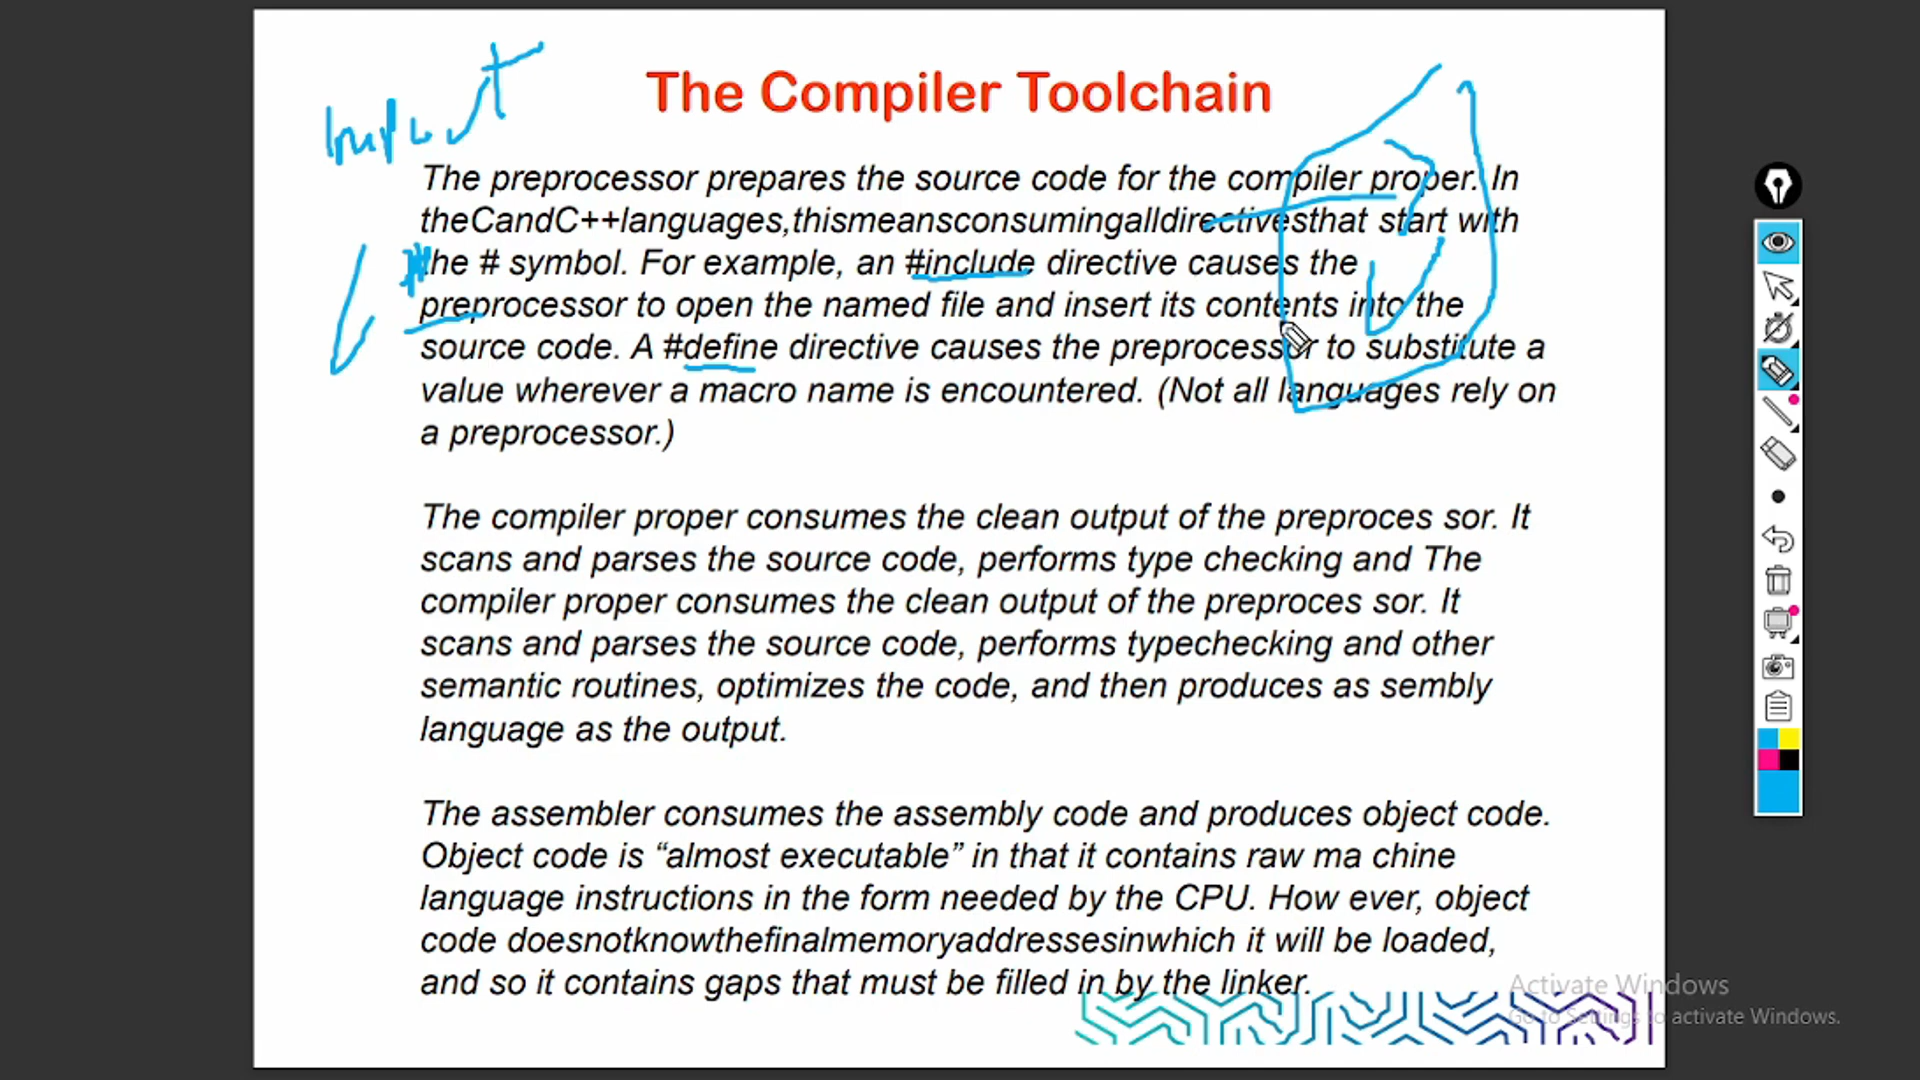 The Compiler Toolchain
The preprocessor prepares the source code for the compiler proper. In
theCandC++languages,thismeansconsumingalldirectivesthat start with
the # symbol. For example, an #include directive causes the
preprocessor to open the named file and insert its contents into the
source code. A #define directive causes the preprocessor to substitute a
value wherever a macro name is encountered. (Not all languages rely on
a preprocessor.)
The compiler proper consumes the clean output of the preproces sor. It
scans and parses the source code, performs type checking and The
compiler proper consumes the clean output of the preproces sor. It
scans and parses the source code, performs typechecking and other
semantic routines, optimizes the code, and then produces as sembly
language as the output.
The assembler consumes the assembly code and produces object code.
Object code is “almost executable” in that it contains raw ma chine
language instructions in the form needed by the CPU. How ever, object
code doesnotknowthefinalmemoryaddressesinwhich it will be loaded,
and so it contains gaps that must be filled in by the linker.
Activate Windows
Go to Settings to activate Windows.